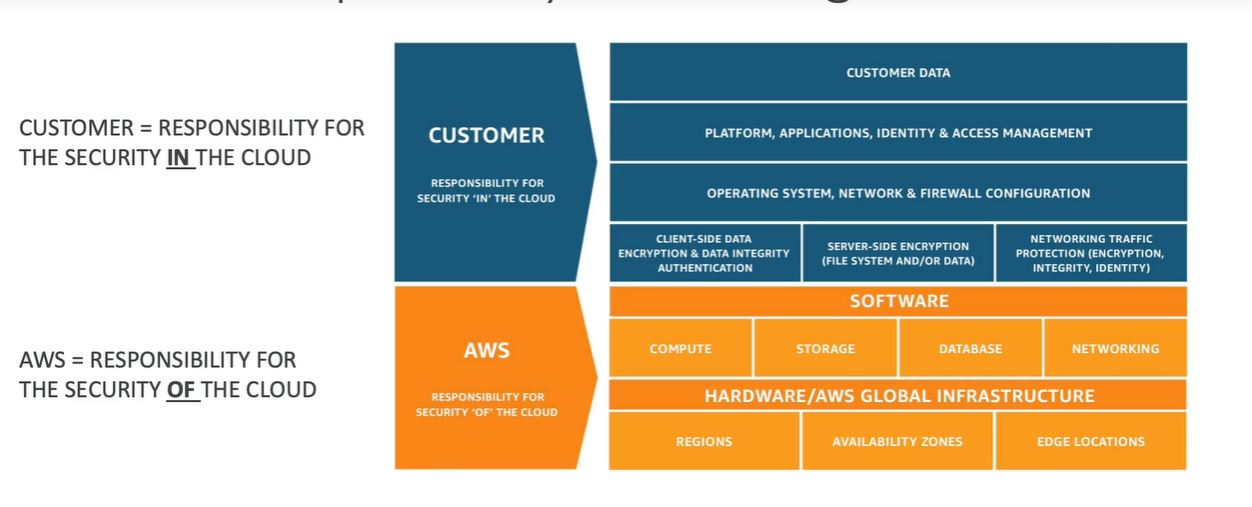 CUSTOMER = RESPONSIBILITY FOR
THE SECURITY IN THE CLOUD
CUSTOMER
RESPONSIBILITY FOR
SECURITY 'IN' THE CLOUD
CUSTOMER DATA
PLATFORM, APPLICATIONS, IDENTITY & ACCESS MANAGEMENT
OPERATING SYSTEM, NETWORK & FIREWALL CONFIGURATION
CLIENT-SIDE DATA
ENCRYPTION & DATA INTEGRITY
AUTHENTICATION
SERVER-SIDE ENCRYPTION
(FILE SYSTEM AND/OR DATA)
NETWORKING TRAFFIC
PROTECTION (ENCRYPTION,
INTEGRITY, IDENTITY)
AWS = RESPONSIBILITY FOR
THE SECURITY OF THE CLOUD
AWS
RESPONSIBILITY FOR
SECURITY 'OF' THE CLOUD
SOFTWARE
COMPUTE
STORAGE
DATABASE
NETWORKING
HARDWARE/AWS GLOBAL INFRASTRUCTURE
REGIONS
AVAILABILITY ZONES
EDGE LOCATIONS